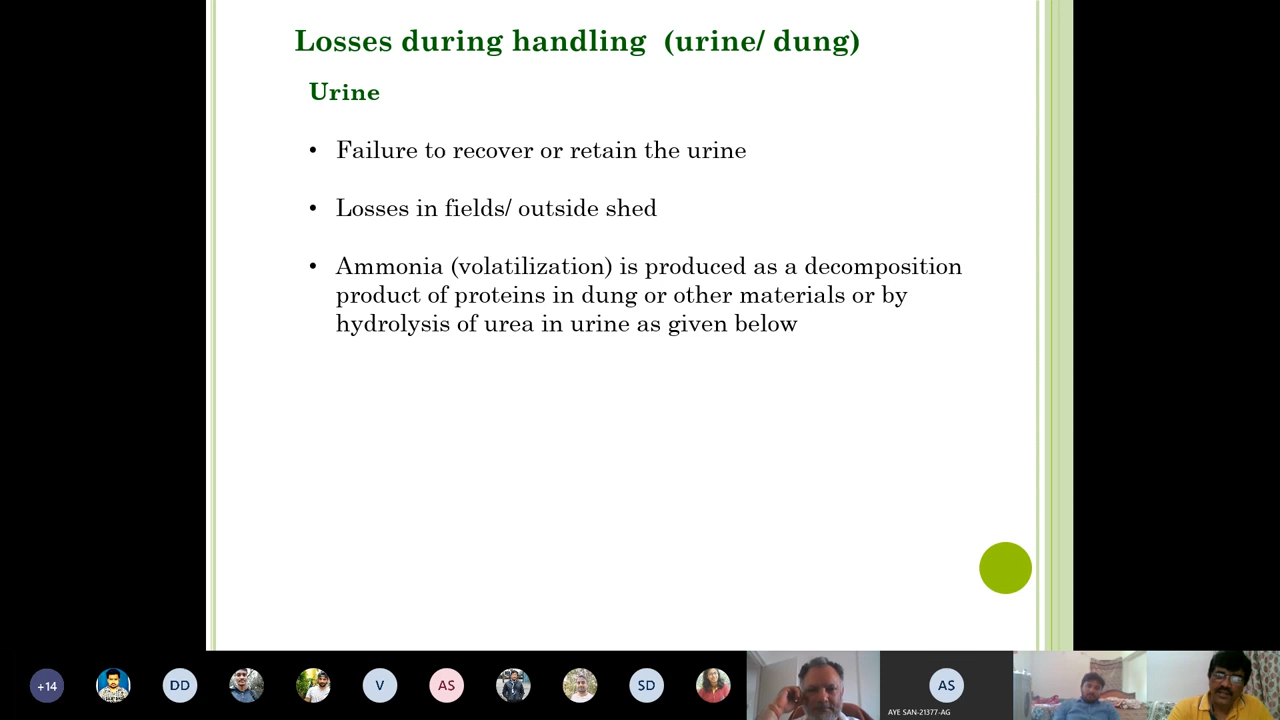 Losses during handling (urine/ dung)
Urine
• Failure to recover or retain the urine
• Losses in fields/ outside shed
• Ammonia (volatilization) is produced as a decomposition
product of proteins in dung or other materials or by
hydrolysis of urea in urine as given below
+14
DD
V
AS
SD
AS
AYE SAN-21377-AG